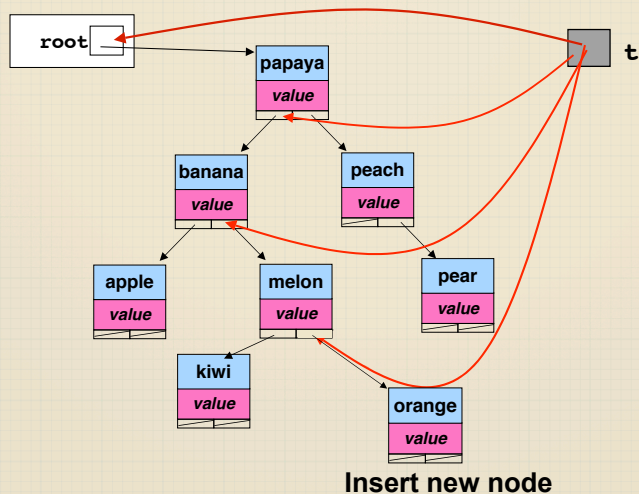 root
t
papaya
value
banana
value
peach
value
apple
value
melon
value
pear
value
kiwi
value
orange
value
Insert new node